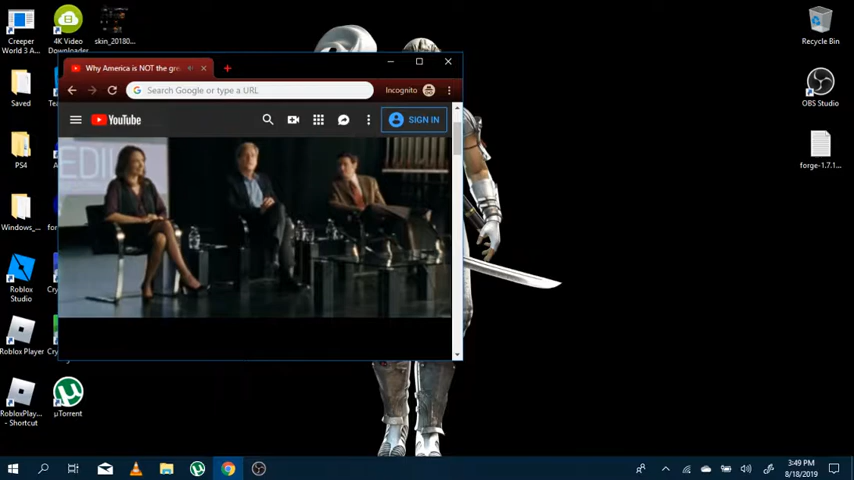 Creeper
World 3 A...
4K Video
Downloader
skin_20180...
Why America is NOT the gre
Search Google or type a URL
Incognito
YouTube
SIGN IN
EDIL
Saved
PS4
Windows_...
Roblox
Studio
Roblox Player
RobloxPlay...
- Shortcut
µTorrent
Recycle Bin
OBS Studio
forge-1.7.1...
3:49 PM
8/18/2019